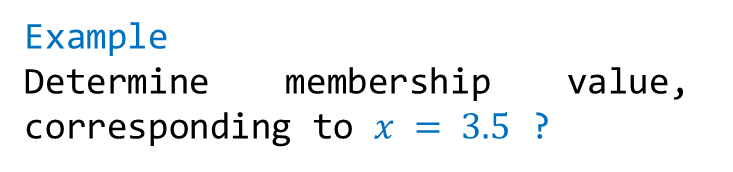 Example
Determine membership value,
corresponding to x = 3.5 ?